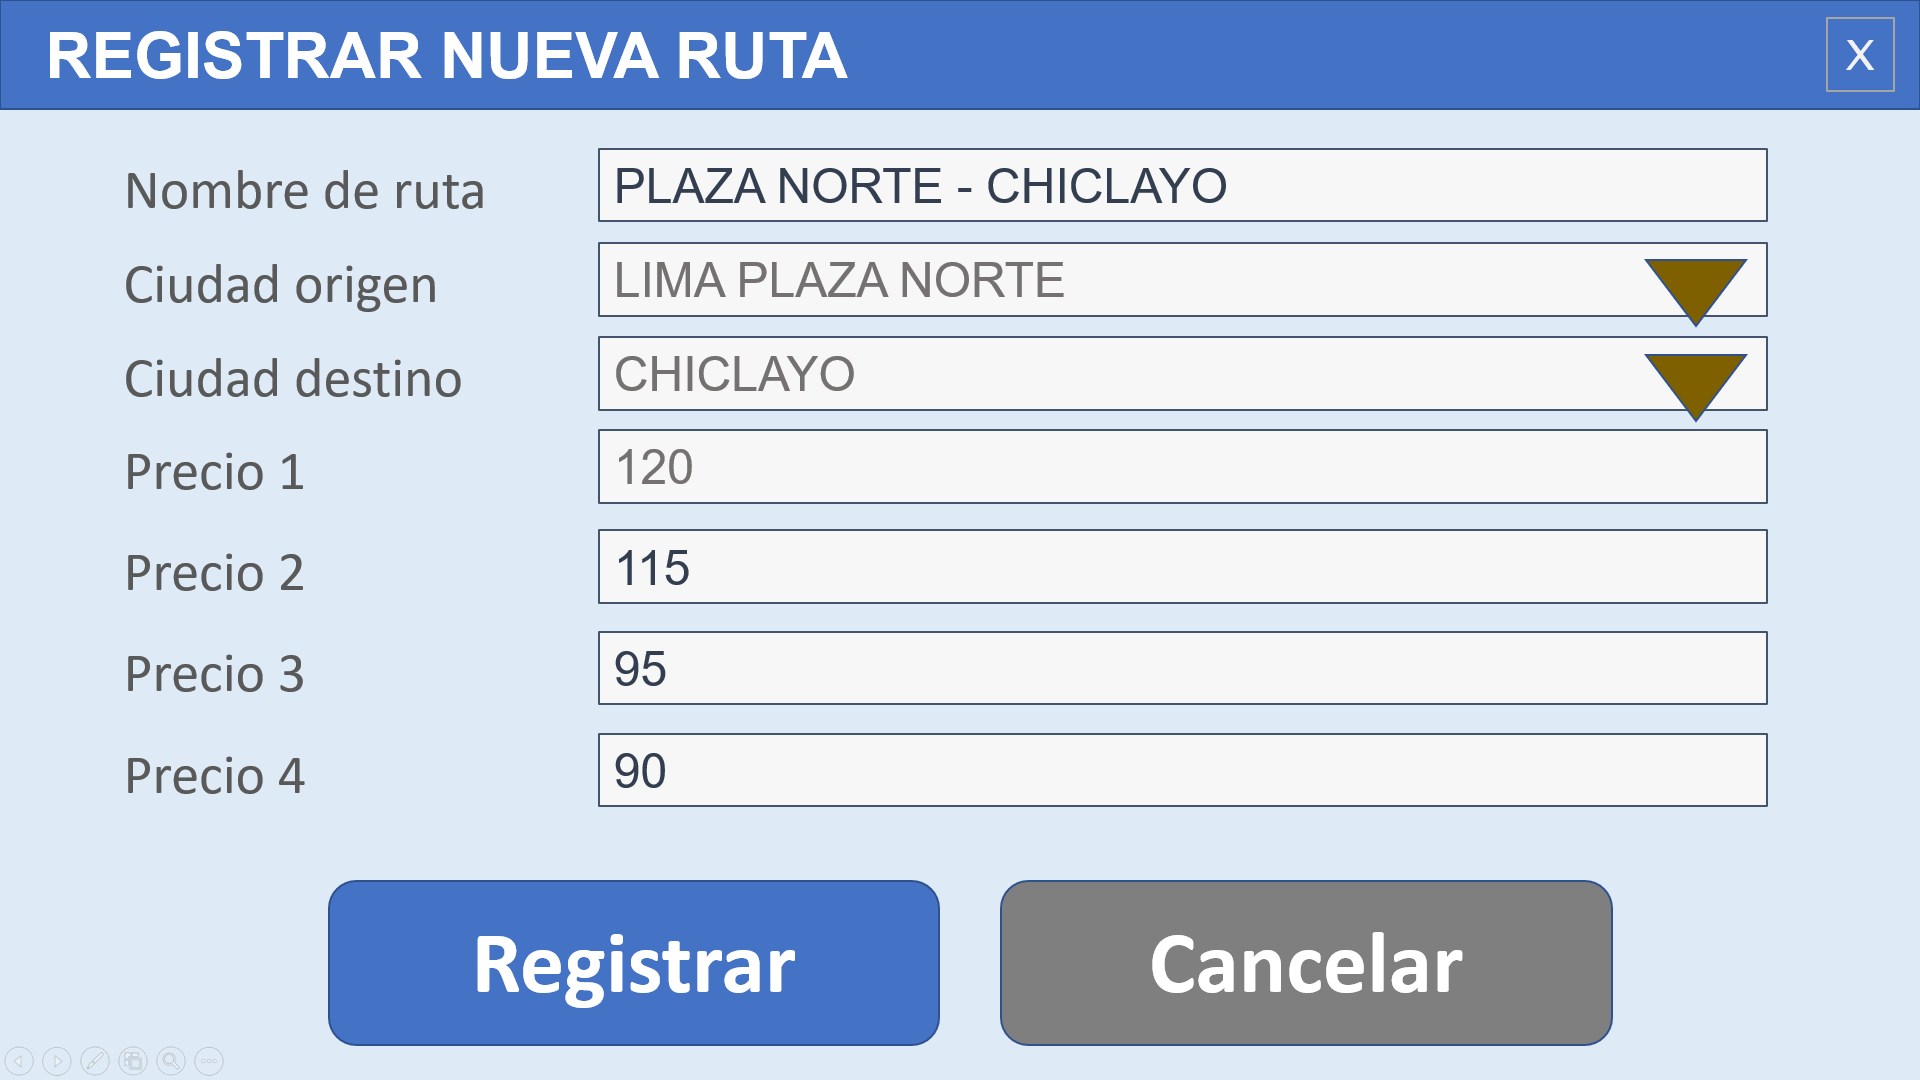 REGISTRAR NUEVA RUTA
X
Nombre de ruta
PLAZA NORTE - CHICLAYO
Ciudad origen
LIMA PLAZA NORTE
Ciudad destino
CHICLAYO
Precio 1
120
Precio 2
115
Precio 3
95
Precio 4
90
Registrar
Cancelar